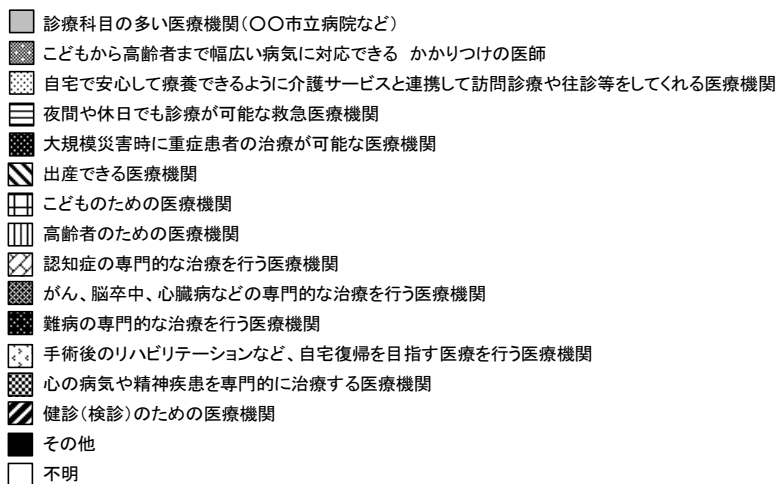 診療科目の多い医療機関(〇〇市立病院など)
こどもから高齢者まで幅広い病気に対応できる かかりつけの医師
自宅で安心して療養できるように介護サービスと連携して訪問診療や往診等をしてくれる医療機関
夜間や休日でも診療が可能な救急医療機関
大規模災害時に重症患者の治療が可能な医療機関
出産できる医療機関
こどものための医療機関
高齢者のための医療機関
認知症の専門的な治療を行う医療機関
がん、脳卒中、心臓病などの専門的な治療を行う医療機関
難病の専門的な治療を行う医療機関
手術後のリハビリテーションなど、自宅復帰を目指す医療を行う医療機関
心の病気や精神疾患を専門的に治療する医療機関
健診(検診)のための医療機関
その他
不明